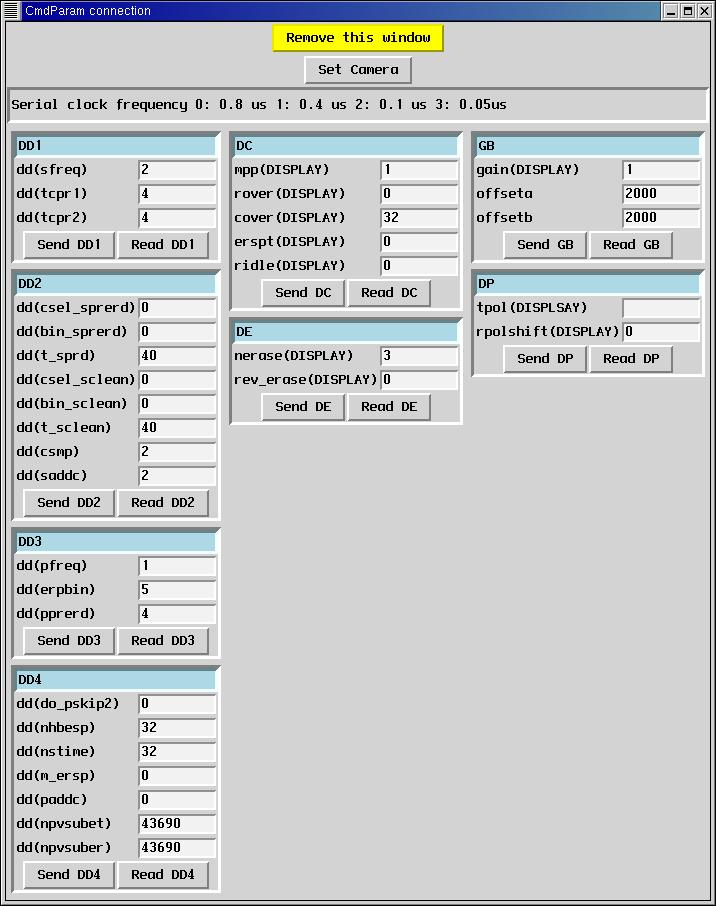 CmdParam connection
Remove this window
Set Camera
Serial clock frequency 0: 0.8 us 1: 0.4 us 2: 0.1 us 3: 0.05us
DD1
dd(sfreq) 2
dd(tcpr1) 4
dd(tcpr2) 4
Send DD1 Read DD1
DD2
dd(csel_sprerd) 0
dd(bin_sprerd) 0
dd(t_sprd) 40
dd(csel_sclean) 0
dd(bin_sclean) 0
dd(t_sclean) 40
dd(csmp) 2
dd(saddc) 2
Send DD2 Read DD2
DD3
dd(pfreq) 1
dd(erpbin) 5
dd(pprerd) 4
Send DD3 Read DD3
DD4
dd(do_pskip2) 0
dd(nhbesp) 32
dd(nstime) 32
dd(m_ersp) 0
dd(paddc) 0
dd(npvsubet) 43690
dd(npvsuber) 43690
Send DD4 Read DD4
DC
mpp(DISPLAY) 1
rover(DISPLAY) 0
cover(DISPLAY) 32
erspt(DISPLAY) 0
ridle(DISPLAY) 0
Send DC Read DC
DE
nerase(DISPLAY) 3
rev_erase(DISPLAY) 0
Send DE Read DE
GB
gain(DISPLAY) 1
offseta 2000
offsetb 2000
Send GB Read GB
DP
tpol(DISPLSAY)
rpolshift(DISPLAY) 0
Send DP Read DP